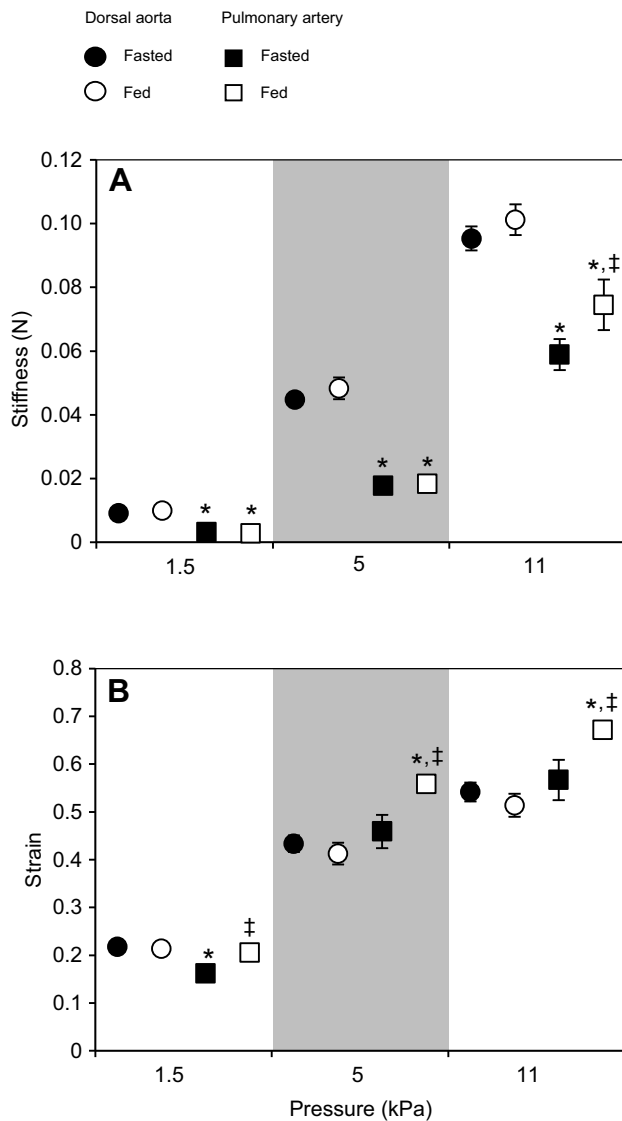 Dorsal aorta Pulmonary artery
Fasted Fasted
Fed Fed
A
0.12
0.10
0.08
0.06
0.04
0.02
0
Stiffness (N)
*,‡
*
* *
* *
1.5 5 11
B
0.8
0.7
0.6
0.5
0.4
0.3
0.2
0.1
0
Strain
*,‡
*,‡
‡
*
1.5 5 11
Pressure (kPa)